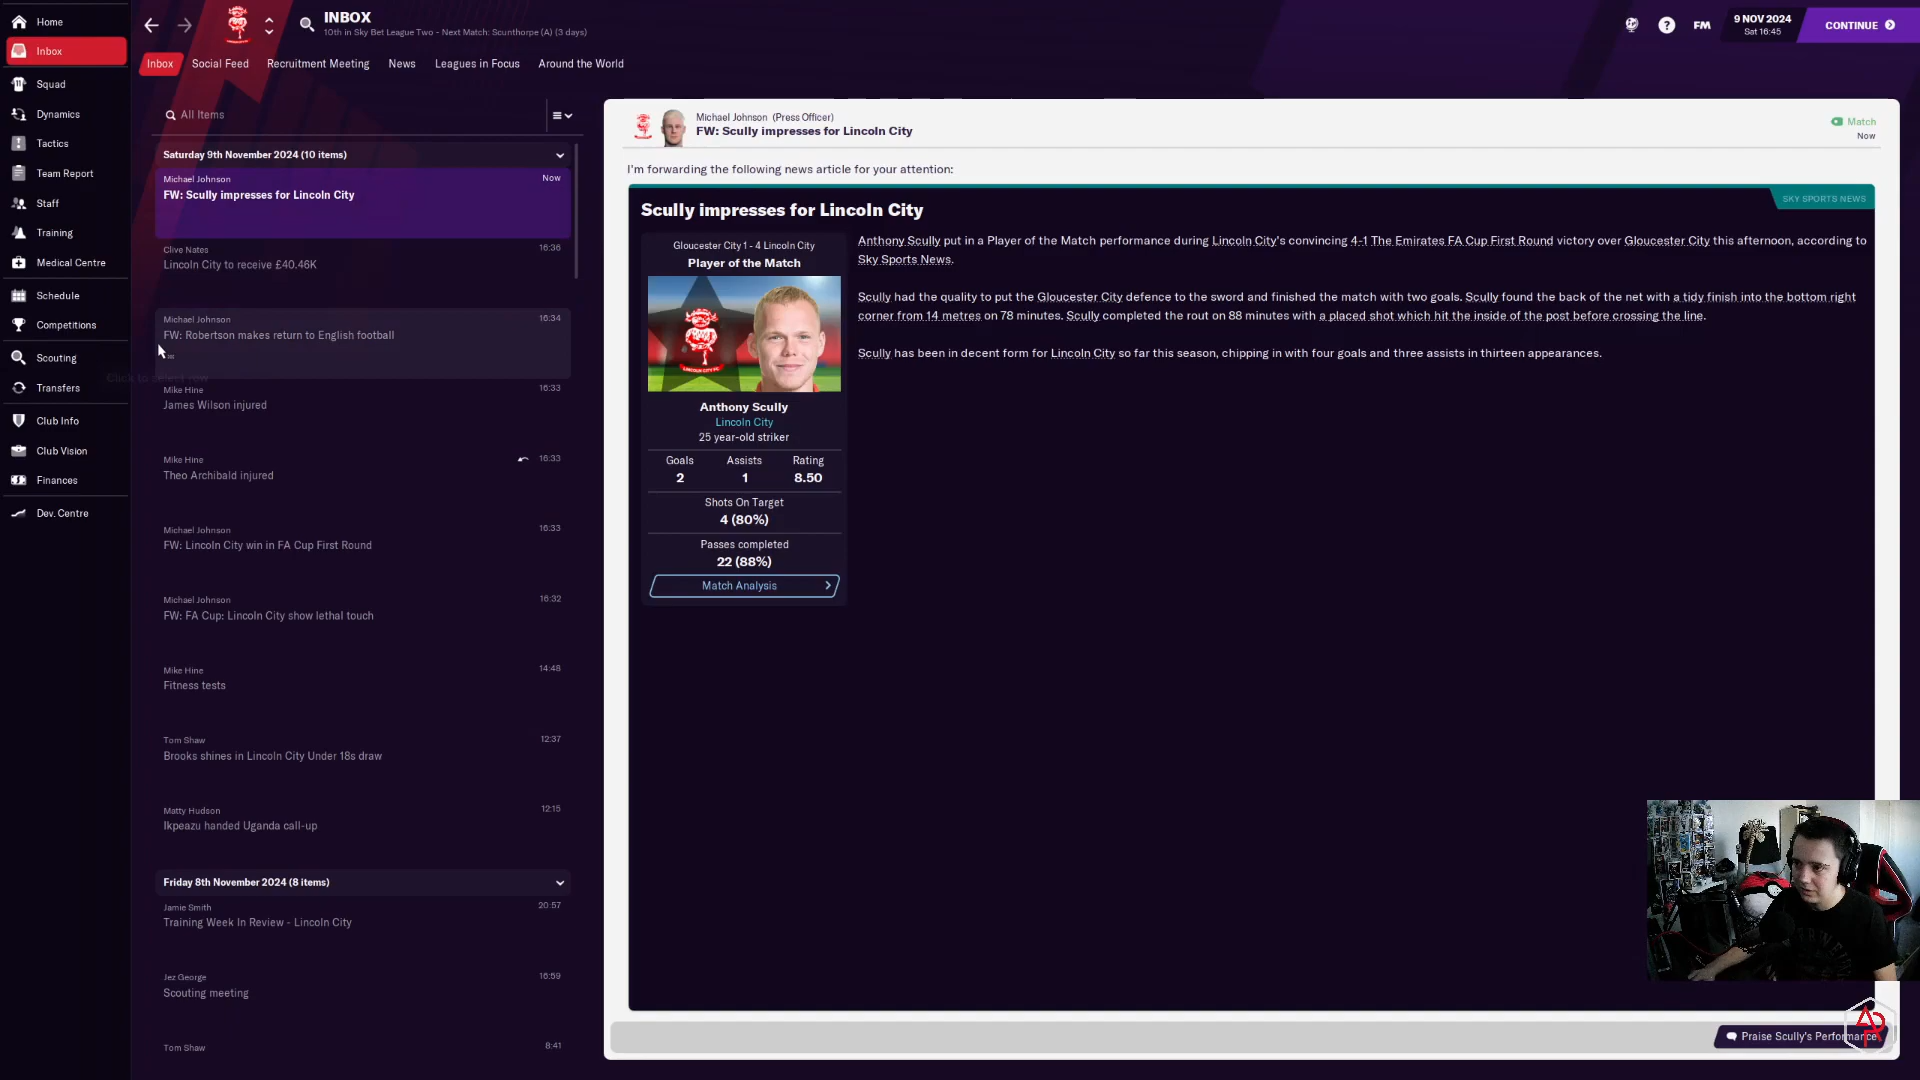 Home
Inbox
Squad
Dynamics
Tactics
Team Report
Staff
Training
Medical Centre
Schedule
Competitions
Scouting
Transfers
Club Info
Club Vision
Finances
Dev. Centre
INBOX
10th in Sky Bet League Two - Next Match: Scunthorpe (A) (3 days)
FM
9 NOV 2024
Sat 16:45
CONTINUE
Inbox Social Feed Recruitment Meeting News Leagues in Focus Around the World
All Items
Saturday 9th November 2024 (10 items)
Michael Johnson Now
FW: Scully impresses for Lincoln City
Clive Nates 16:36
Lincoln City to receive £40.46K
Michael Johnson 16:34
FW: Robertson makes return to English football
Click to select row
Mike Hine 16:33
James Wilson injured
Mike Hine 16:33
Theo Archibald injured
Michael Johnson 16:33
FW: Lincoln City win in FA Cup First Round
Michael Johnson 16:32
FW: FA Cup: Lincoln City show lethal touch
Mike Hine 14:48
Fitness tests
Tom Shaw 12:37
Brooks shines in Lincoln City Under 18s draw
Matty Hudson 12:15
Ikpeazu handed Uganda call-up
Friday 8th November 2024 (8 items)
Jamie Smith 20:57
Training Week In Review - Lincoln City
Jez George 16:59
Scouting meeting
Tom Shaw 8:41
Michael Johnson (Press Officer)
FW: Scully impresses for Lincoln City
Match
Now
I'm forwarding the following news article for your attention:
SKY SPORTS NEWS
Scully impresses for Lincoln City
Gloucester City 1 - 4 Lincoln City
Player of the Match
Anthony Scully
Lincoln City
25 year-old striker
Goals Assists Rating
2 1 8.50
Shots On Target
4 (80%)
Passes completed
22 (88%)
Match Analysis
Anthony Scully put in a Player of the Match performance during Lincoln City's convincing 4-1 The Emirates FA Cup First Round victory over Gloucester City this afternoon, according to
Sky Sports News.
Scully had the quality to put the Gloucester City defence to the sword and finished the match with two goals. Scully found the back of the net with a tidy finish into the bottom right
corner from 14 metres on 78 minutes. Scully completed the rout on 88 minutes with a placed shot which hit the inside of the post before crossing the line.
Scully has been in decent form for Lincoln City so far this season, chipping in with four goals and three assists in thirteen appearances.
Praise Scully's Performance